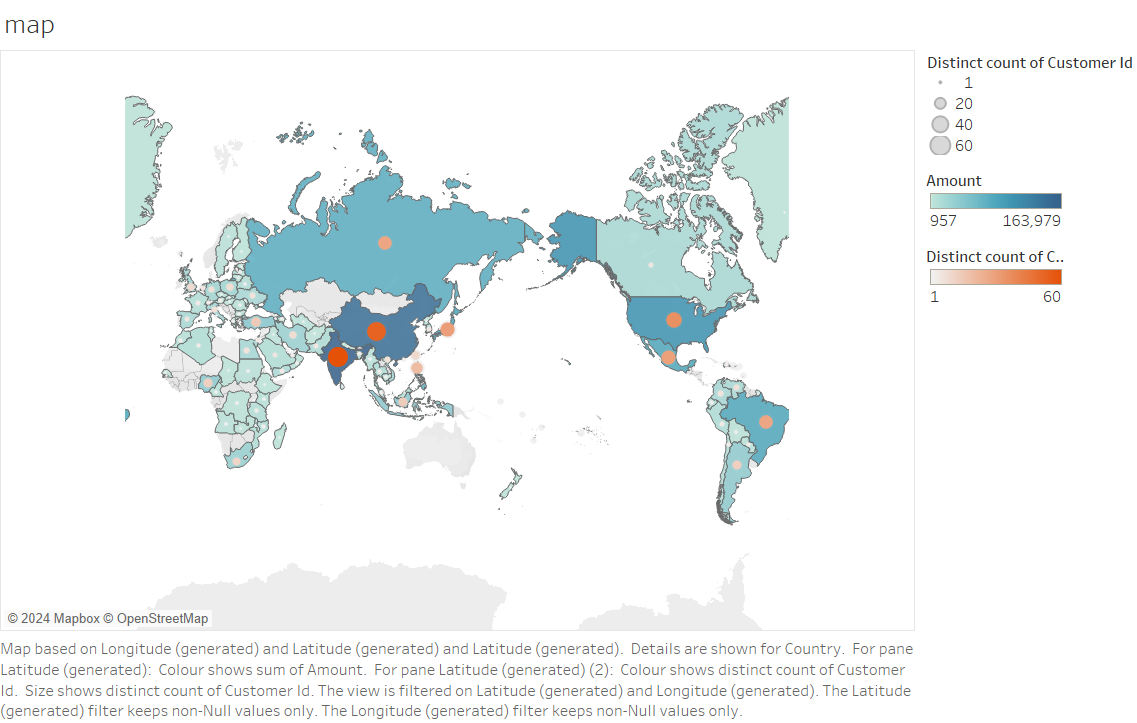 map
Distinct count of Customer Id
1
20
40
60
Amount
957 163,979
Distinct count of C..
1 60
© 2024 Mapbox © OpenStreetMap
Map based on Longitude (generated) and Latitude (generated) and Latitude (generated).  Details are shown for Country.  For pane
Latitude (generated):  Colour shows sum of Amount.  For pane Latitude (generated) (2):  Colour shows distinct count of Customer
Id.  Size shows distinct count of Customer Id. The view is filtered on Latitude (generated) and Longitude (generated). The Latitude
(generated) filter keeps non-Null values only. The Longitude (generated) filter keeps non-Null values only.